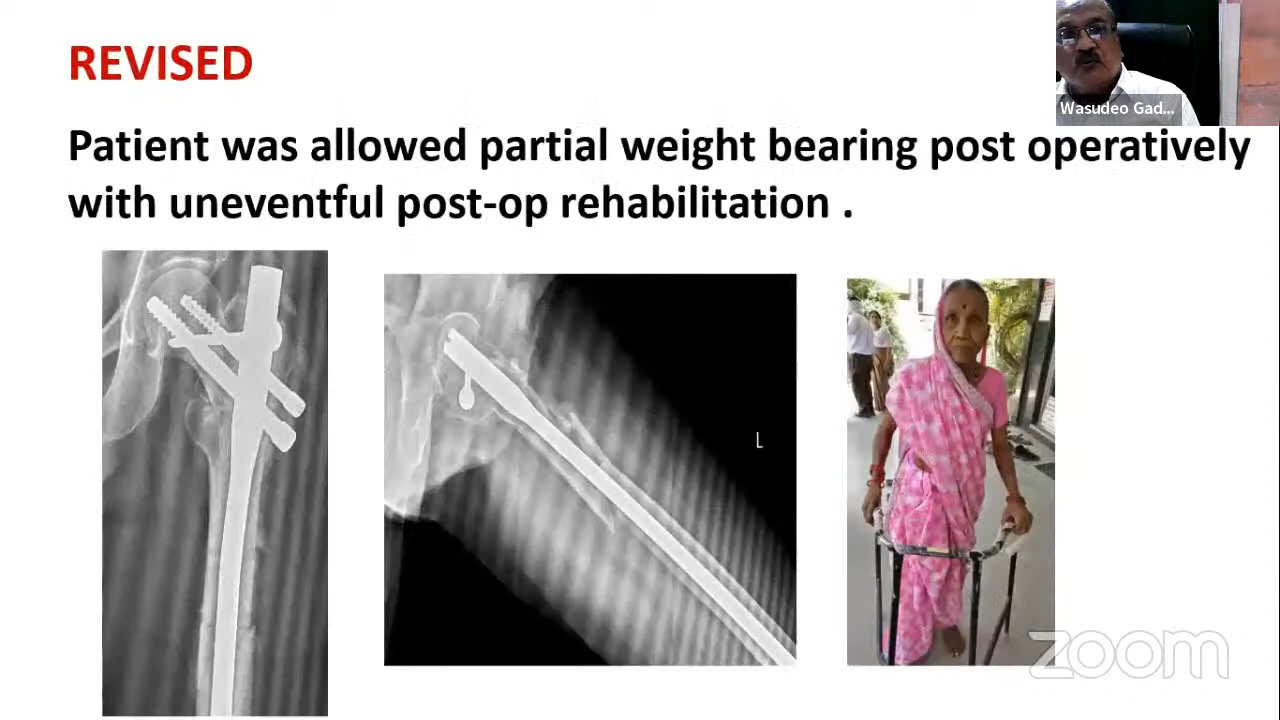 REVISED
Wasudeo Gad...
Patient was allowed partial weight bearing post operatively
with uneventful post-op rehabilitation .
L
zoom